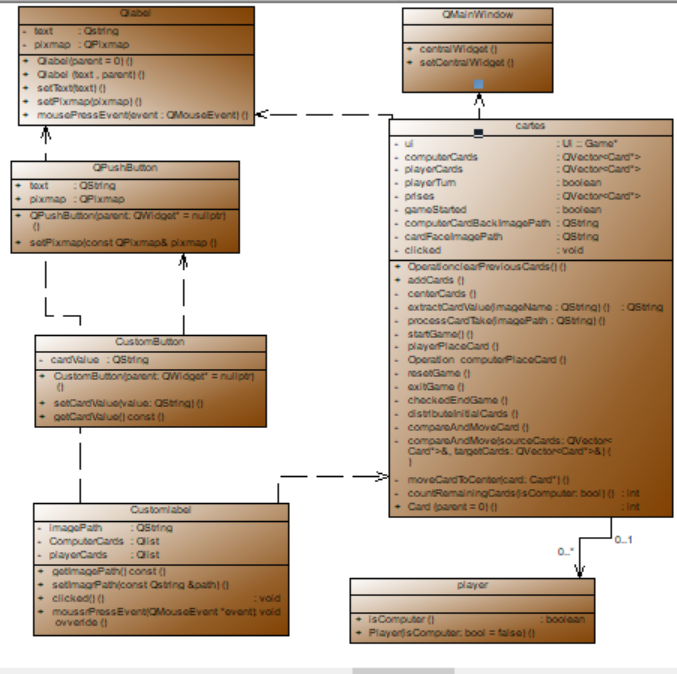 Qlabel
- text : Qstring
- pixmap : QPixmap
+ Qlabel(parent = 0) ()
+ Qlabel (text , parent) ()
+ setText(text) ()
+ setPixmap(pixmap) ()
+ mousePressEvent(event : QMouseEvent) ()
QMainWindow
+ centralWidget ()
+ setCentralWidget ()
QPushButton
+ text : QString
+ pixmap : QPixmap
+ QPushButton(parent: QWidget* = nullptr)
()
+ setPixmap(const QPixmap& pixmap ()
cartes
- ui : Ui :: Game*
- computerCards : QVector<Card*>
- playerCards : QVector<Card*>
- playerTurn : boolean
- prises : QVector<Card*>
- gameStarted : boolean
- computerCardBackImagePath : QString
- cardFaceImagePath : QString
- clicked : void
+ OperationclearPreviousCards() ()
+ addCards ()
- centerCards ()
- extractCardValue(imageName : QString) () : QString
- processCardTake(imagePath : QString) ()
- startGame() ()
- playerPlaceCard ()
- Operation computerPlaceCard ()
- resetGame ()
- exitGame ()
- checkedEndGame ()
- distributeInitialCards ()
- compareAndMoveCard ()
- compareAndMove(sourceCards: QVector<
Card*>&, targetCards: QVector<Card*>&) (
)
- moveCardToCenter(card: Card*) ()
- countRemainingCards(isComputer: bool) () : int
+ Card (parent = 0) () : int
CustomButton
- cardValue : QString
+ CustomButton(parent: QWidget* = nullptr)
()
+ setCardValue(value: QString) ()
+ getCardValue() const ()
Customlabel
- imagePath : QString
- ComputerCards : Qlist
- playerCards : Qlist
+ getImagePath() const ()
+ setImagrPath(const Qstring &path) ()
+ clicked() () : void
+ moussrPressEvent(QMouseEvent *event) void
ovveride ()
0..1
0..*
player
+ isComputer () : boolean
+ Player(isComputer: bool = false) ()